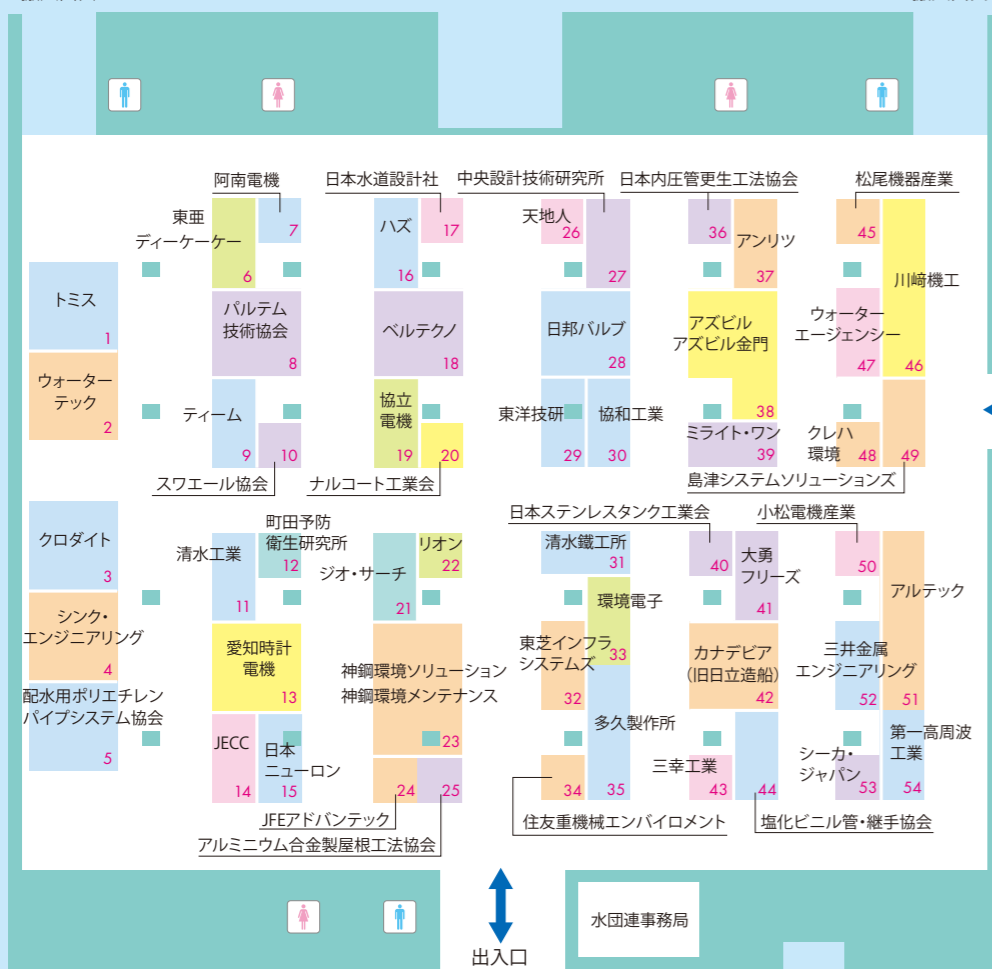 阿南電機
日本水道設計社
中央設計技術研究所
日本内圧管更生工法協会
松尾機器産業
東亜
ディーケーケー
6
7
ハズ
16
17
天地人
26
27
36
アンリツ
37
45
川﨑機工
46
トミス
1
パルテム
技術協会
8
ベルテクノ
18
日邦バルブ
28
アズビル
アズビル金門
38
ウォーター
エージェンシー
47
ウォーター
テック
2
ティーム
9
10
協立
電機
19
20
東洋技研
29
協和工業
30
ミライト・ワン
39
クレハ
環境
48
49
スワエール協会
ナルコート工業会
島津システムソリューションズ
日本ステンレスタンク工業会
小松電機産業
クロダイト
3
清水工業
11
町田予防
衛生研究所
12
ジオ・サーチ
21
リオン
22
清水鐵工所
31
環境電子
33
40
大勇
フリーズ
41
50
アルテック
51
シンク・
エンジニアリング
4
愛知時計
電機
13
神鋼環境ソリューション
神鋼環境メンテナンス
23
東芝インフラ
システムズ
32
カナデビア
(旧日立造船)
42
三井金属
エンジニアリング
52
配水用ポリエチレン
パイプシステム協会
5
JECC
14
日本
ニューロン
15
24
25
34
多久製作所
35
三幸工業
43
44
シーカ・
ジャパン
53
第一高周波
工業
54
JFEアドバンテック
アルミニウム合金製屋根工法協会
住友重機械エンバイロメント
塩化ビニル管・継手協会
水団連事務局
出入口